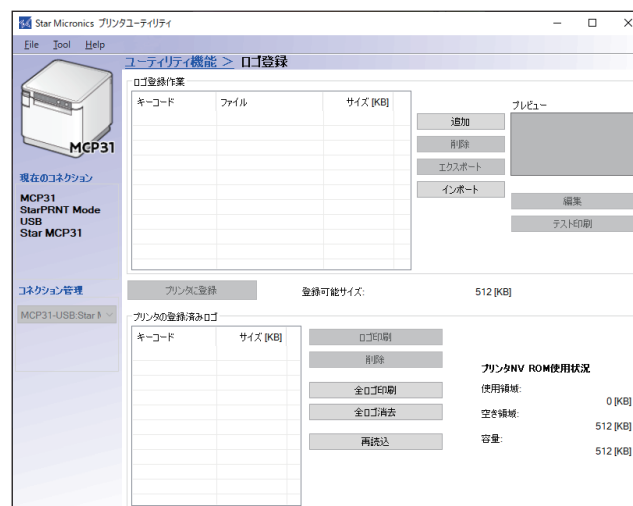 Star Micronics プリンタユーティリティ
File Tool Help
ユーティリティ機能 > ロゴ登録
MCP31
現在のコネクション
MCP31
StarPRNT Mode
USB
Star MCP31
コネクション管理
MCP31-USB:Star M
ロゴ登録作業
キーコード ファイル サイズ [KB]
追加
削除
エクスポート
インポート
プレビュー
編集
テスト印刷
プリンタに登録 登録可能サイズ: 512 [KB]
プリンタの登録済みロゴ
キーコード サイズ [KB]
ロゴ印刷
削除
全ロゴ印刷
全ロゴ消去
再読込
プリンタNV ROM使用状況
使用領域:
0 [KB]
空き領域:
512 [KB]
容量:
512 [KB]